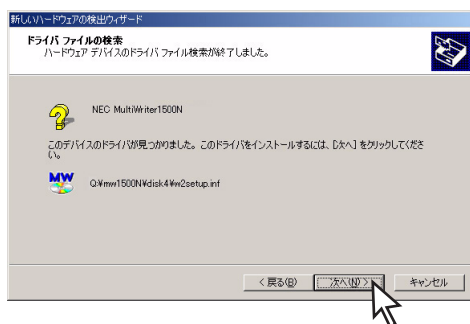 新しいハードウェアの検出ウィザード
ドライバ ファイルの検索
ハードウェア デバイスのドライバ ファイル検索が終了しました。
NEC MultiWriter1500N
このデバイスのドライバが見つかりました。このドライバをインストールするには、[次へ] をクリックしてくださ
い。
MW
Q:¥mw1500N¥disk4¥w2setup.inf
< 戻る(B)
次へ(N) >
キャンセル